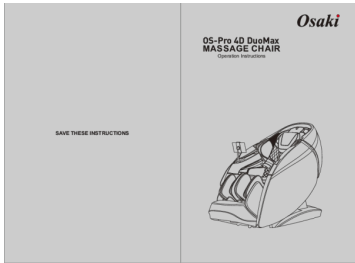 SAVE THESE INSTRUCTIONS
Osaki
OS-Pro 4D DuoMax
MASSAGE CHAIR
Operation Instructions